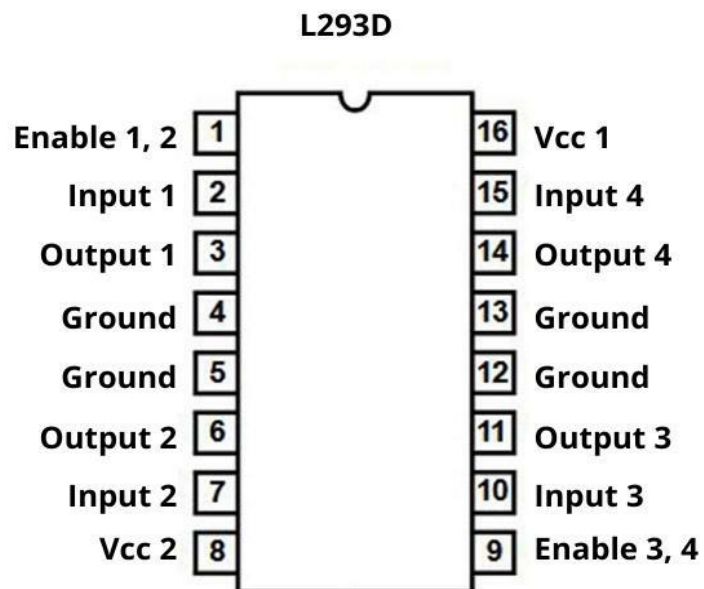 L293D
Enable 1, 2 1 16 Vcc 1
Input 1 2 15 Input 4
Output 1 3 14 Output 4
Ground 4 13 Ground
Ground 5 12 Ground
Output 2 6 11 Output 3
Input 2 7 10 Input 3
Vcc 2 8 9 Enable 3, 4